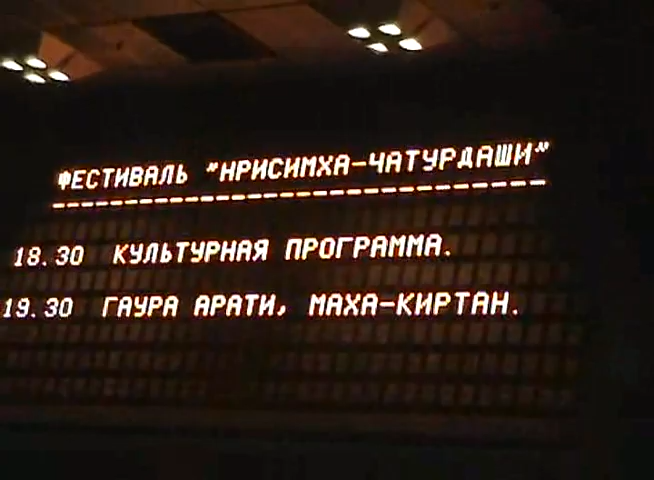 ФЕСТИВАЛЬ "НРИСИМХА-ЧАТУРДАШИ"
18.30 КУЛЬТУРНАЯ ПРОГРАММА.
19.30 ГАУРА АРАТИ, МАХА-КИРТАН.